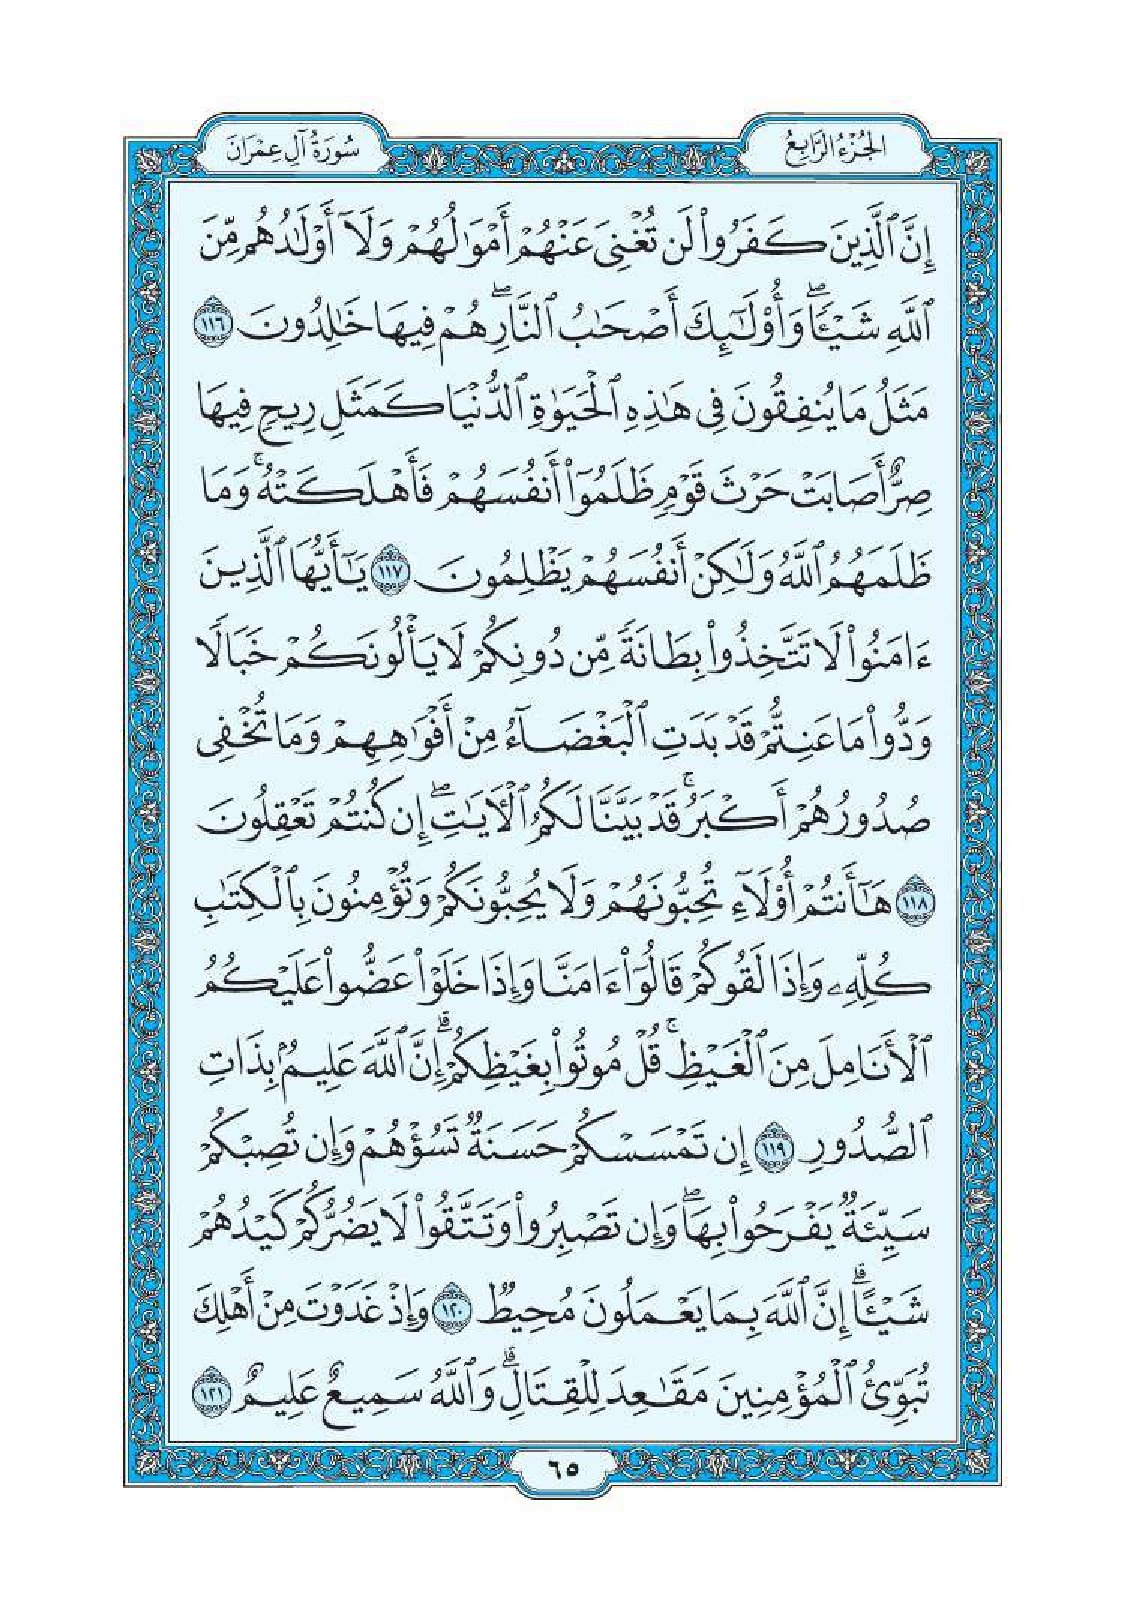 الجُزْءُ الرَّابِعُ
سُورَةُ آلِ عِمْرَانَ
إِنَّ ٱلَّذِينَ كَفَرُوا۟ لَن تُغْنِىَ عَنْهُمْ أَمْوَٰلُهُمْ وَلَآ أَوْلَـٰدُهُم مِّنَ
ٱللَّهِ شَيْـًٔا ۖ وَأُو۟لَـٰٓئِكَ أَصْحَـٰبُ ٱلنَّارِ ۖ هُمْ فِيهَا خَـٰلِدُونَ ١١٦
مَثَلُ مَا يُنفِقُونَ فِى هَـٰذِهِ ٱلْحَيَوٰةِ ٱلدُّنْيَا كَمَثَلِ رِيحٍ فِيهَا
صِرٌّ أَصَابَتْ حَرْثَ قَوْمٍ ظَلَمُوٓا۟ أَنفُسَهُمْ فَأَهْلَكَتْهُ ۚ وَمَا
ظَلَمَهُمُ ٱللَّهُ وَلَـٰكِنْ أَنفُسَهُمْ يَظْلِمُونَ ١١٧ يَـٰٓأَيُّهَا ٱلَّذِينَ
ءَامَنُوا۟ لَا تَتَّخِذُوا۟ بِطَانَةً مِّن دُونِكُمْ لَا يَأْلُونَكُمْ خَبَالًا
وَدُّوا۟ مَا عَنِتُّمْ قَدْ بَدَتِ ٱلْبَغْضَآءُ مِنْ أَفْوَٰهِهِمْ وَمَا تُخْفِى
صُدُورُهُمْ أَكْبَرُ ۚ قَدْ بَيَّنَّا لَكُمُ ٱلْـَٔايَـٰتِ ۖ إِن كُنتُمْ تَعْقِلُونَ
١١٨ هَـٰٓأَنتُمْ أُو۟لَآءِ تُحِبُّونَهُمْ وَلَا يُحِبُّونَكُمْ وَتُؤْمِنُونَ بِٱلْكِتَـٰبِ
كُلِّهِۦ وَإِذَا لَقُوكُمْ قَالُوٓا۟ ءَامَنَّا وَإِذَا خَلَوْا۟ عَضُّوا۟ عَلَيْكُمُ
ٱلْأَنَامِلَ مِنَ ٱلْغَيْظِ ۚ قُلْ مُوتُوا۟ بِغَيْظِكُمْ ۗ إِنَّ ٱللَّهَ عَلِيمٌۢ بِذَاتِ
ٱلصُّدُورِ ١١٩ إِن تَمْسَسْكُمْ حَسَنَةٌ تَسُؤْهُمْ وَإِن تُصِبْكُمْ
سَيِّئَةٌ يَفْرَحُوا۟ بِهَا ۖ وَإِن تَصْبِرُوا۟ وَتَتَّقُوا۟ لَا يَضُرُّكُمْ كَيْدُهُمْ
شَيْـًٔا ۗ إِنَّ ٱللَّهَ بِمَا يَعْمَلُونَ مُحِيطٌ ١٢٠ وَإِذْ غَدَوْتَ مِنْ أَهْلِكَ
تُبَوِّئُ ٱلْمُؤْمِنِينَ مَقَـٰعِدَ لِلْقِتَالِ ۗ وَٱللَّهُ سَمِيعٌ عَلِيمٌ ١٢١
٦٥